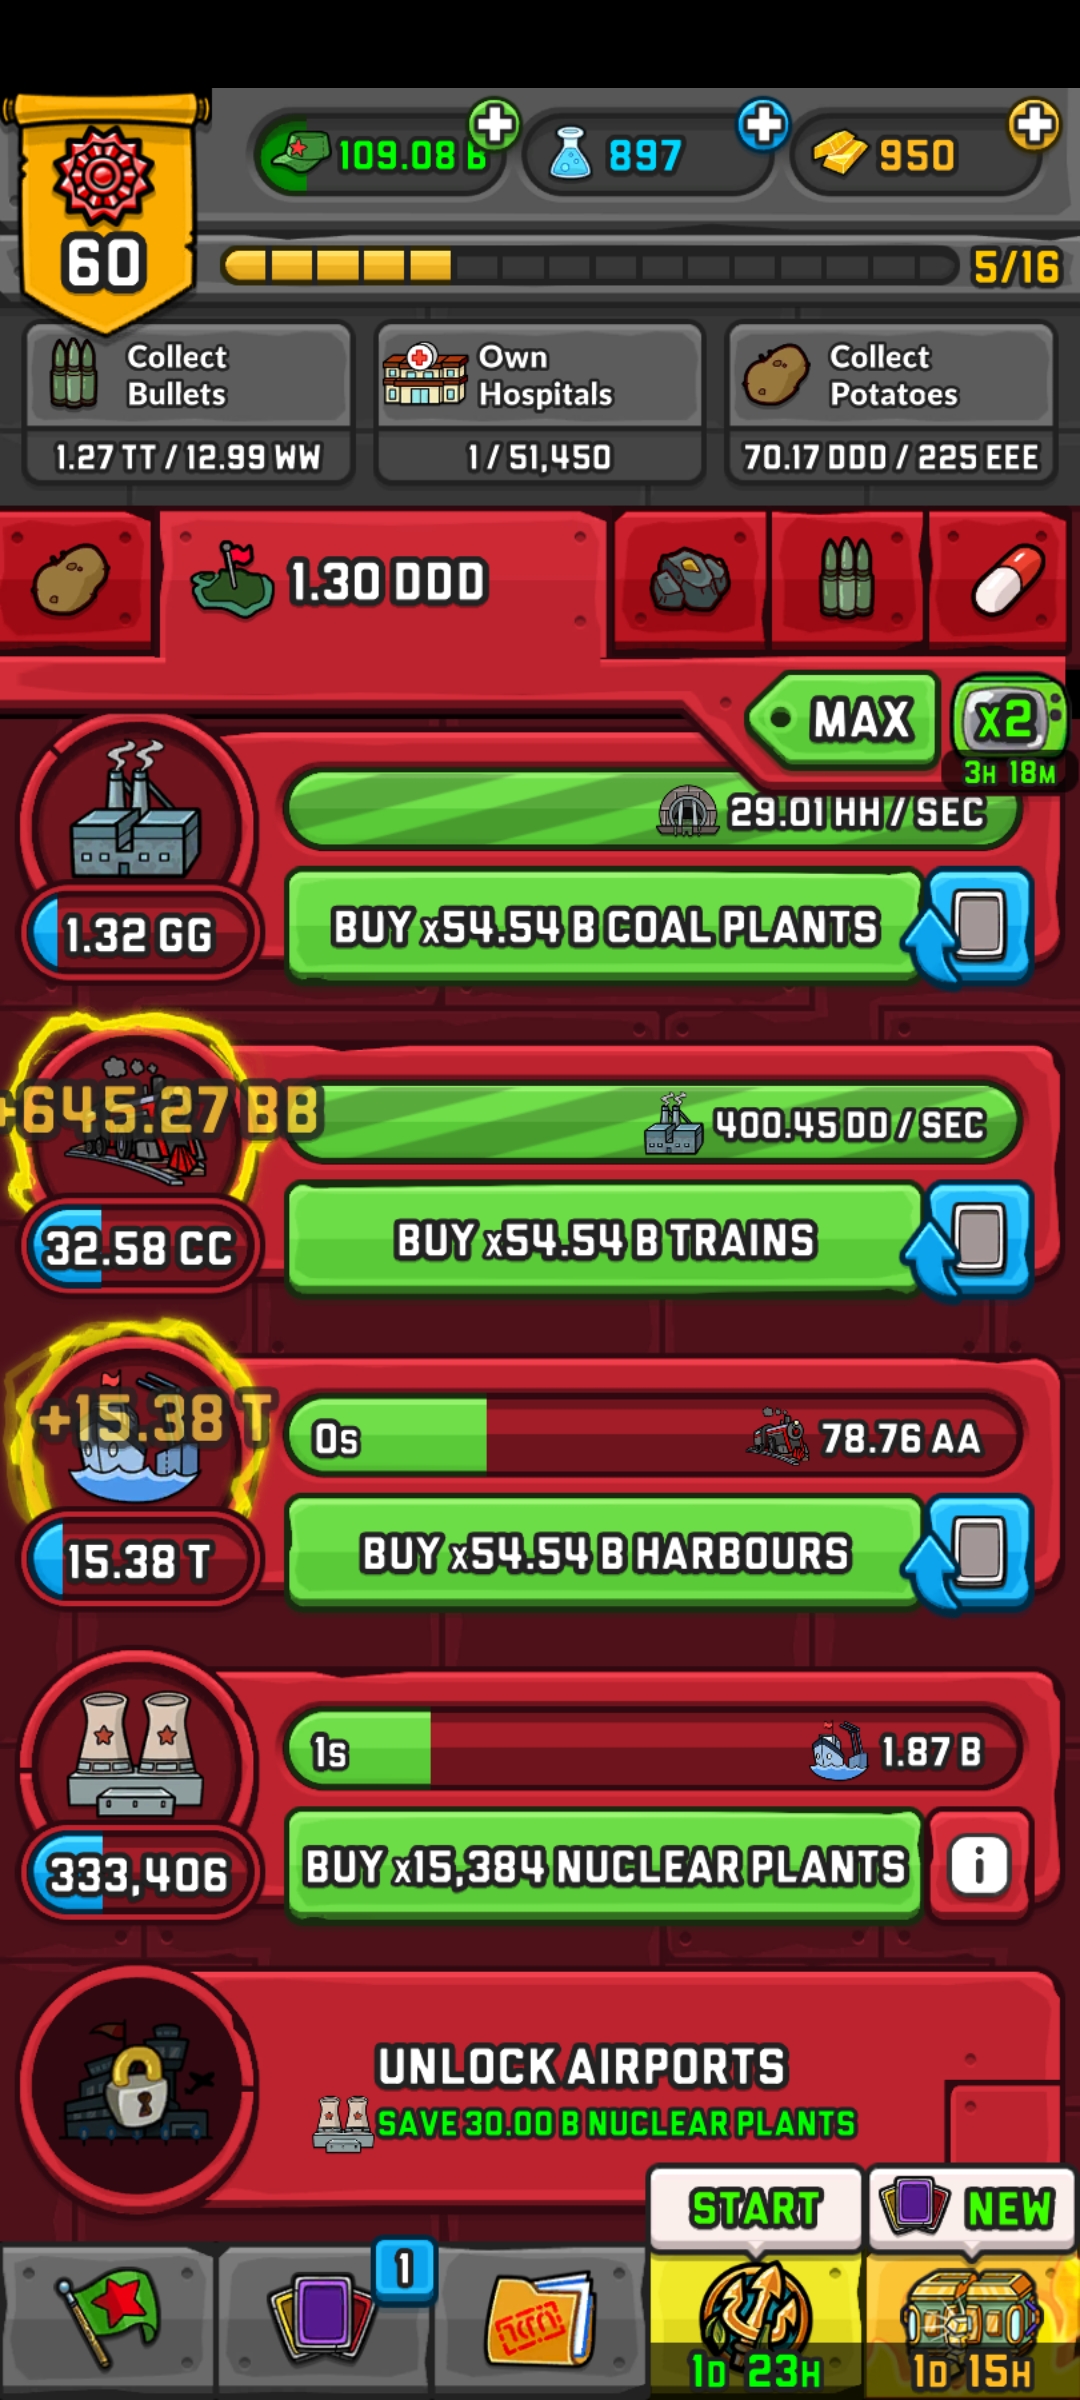 60
109.08 B
897
950
5/16
Collect
Bullets
1.27 TT / 12.99 WW
Own
Hospitals
1 / 51,450
Collect
Potatoes
70.17 DDD / 225 EEE
1.30 DDD
MAX
x2
3H 18M
29.01 HH / SEC
1.32 GG
BUY x54.54 B COAL PLANTS
+645.27 BB
400.45 DD / SEC
32.58 CC
BUY x54.54 B TRAINS
+15.38 T
0s
78.76 AA
15.38 T
BUY x54.54 B HARBOURS
1s
1.87 B
333,406
BUY x15,384 NUCLEAR PLANTS
i
UNLOCK AIRPORTS
SAVE 30.00 B NUCLEAR PLANTS
START
NEW
1
1D 23H
1D 15H